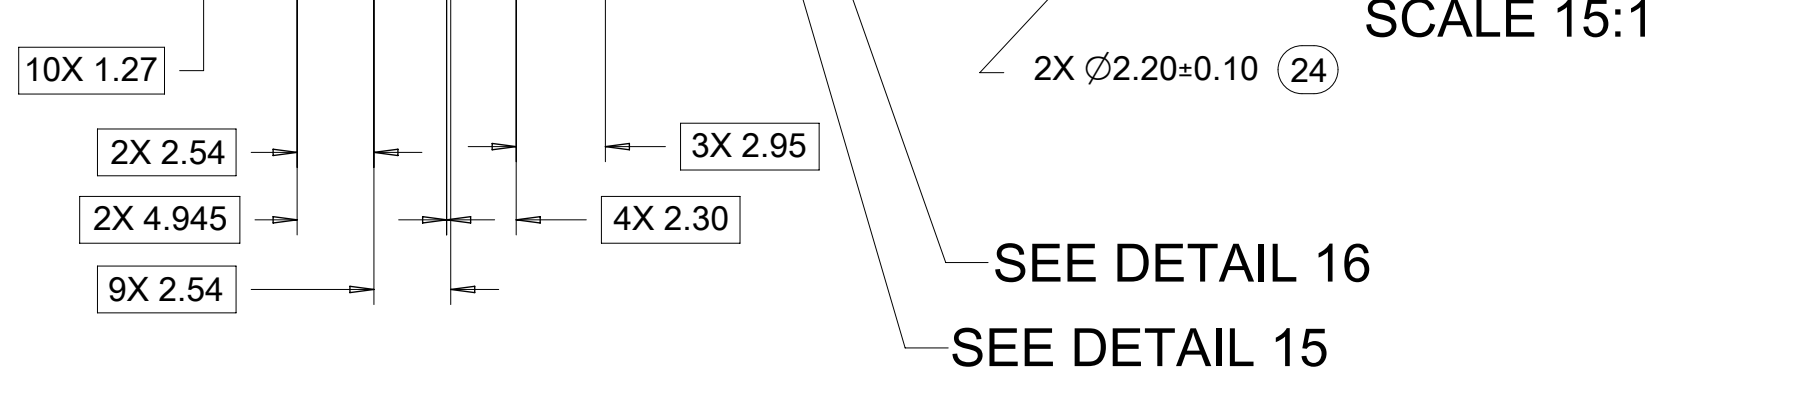 SCALE 15:1
10X 1.27
2X ∅2.20±0.10 24
2X 2.54
3X 2.95
2X 4.945
4X 2.30
SEE DETAIL 16
9X 2.54
SEE DETAIL 15